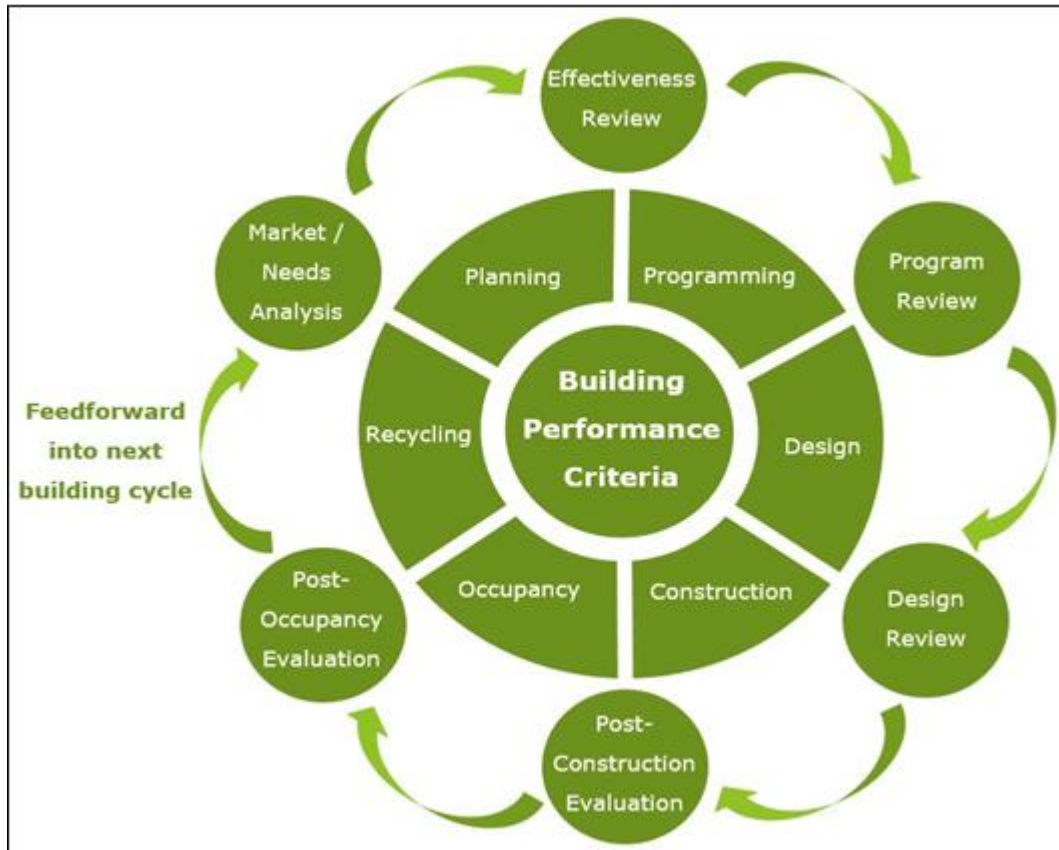 Effectiveness
Review
Market /
Needs
Analysis
Program
Review
Planning
Programming
Building
Performance
Criteria
Recycling
Design
Feedforward
into next
building cycle
Occupancy
Construction
Post-
Occupancy
Evaluation
Design
Review
Post-
Construction
Evaluation